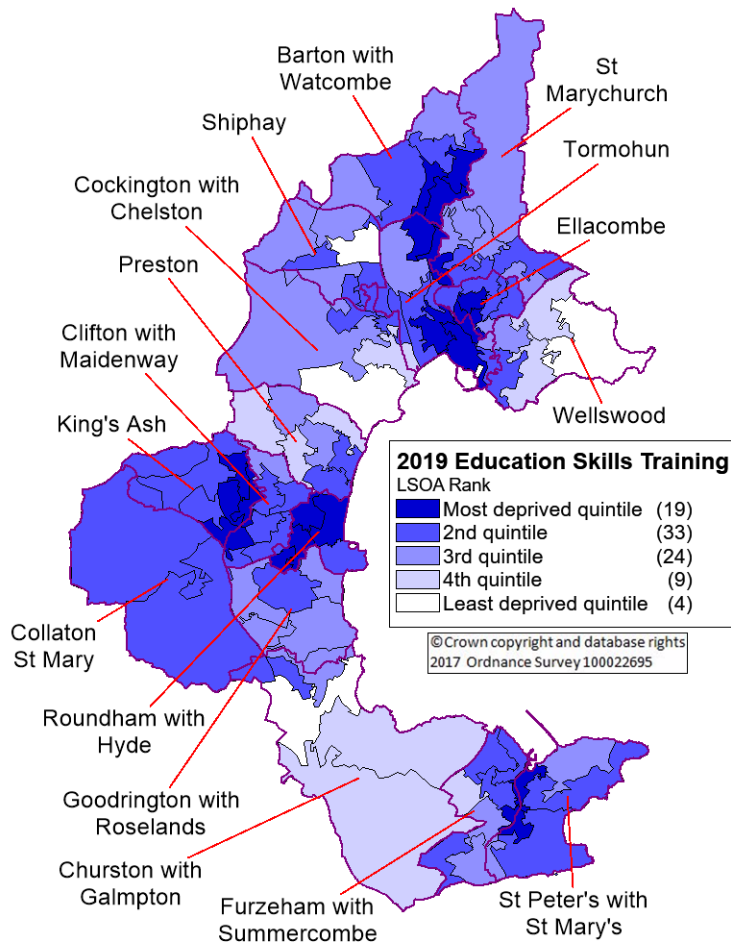 Barton with
Watcombe
St
Marychurch
Shiphay
Tormohun
Cockington with
Chelston
Ellacombe
Preston
Clifton with
Maidenway
King's Ash
Wellswood
2019 Education Skills Training
LSOA Rank
Most deprived quintile (19)
2nd quintile (33)
3rd quintile (24)
4th quintile (9)
Least deprived quintile (4)
©Crown copyright and database rights
2017 Ordnance Survey 100022695
Collaton
St Mary
Roundham with
Hyde
Goodrington with
Roselands
Churston with
Galmpton
Furzeham with
Summercombe
St Peter's with
St Mary's